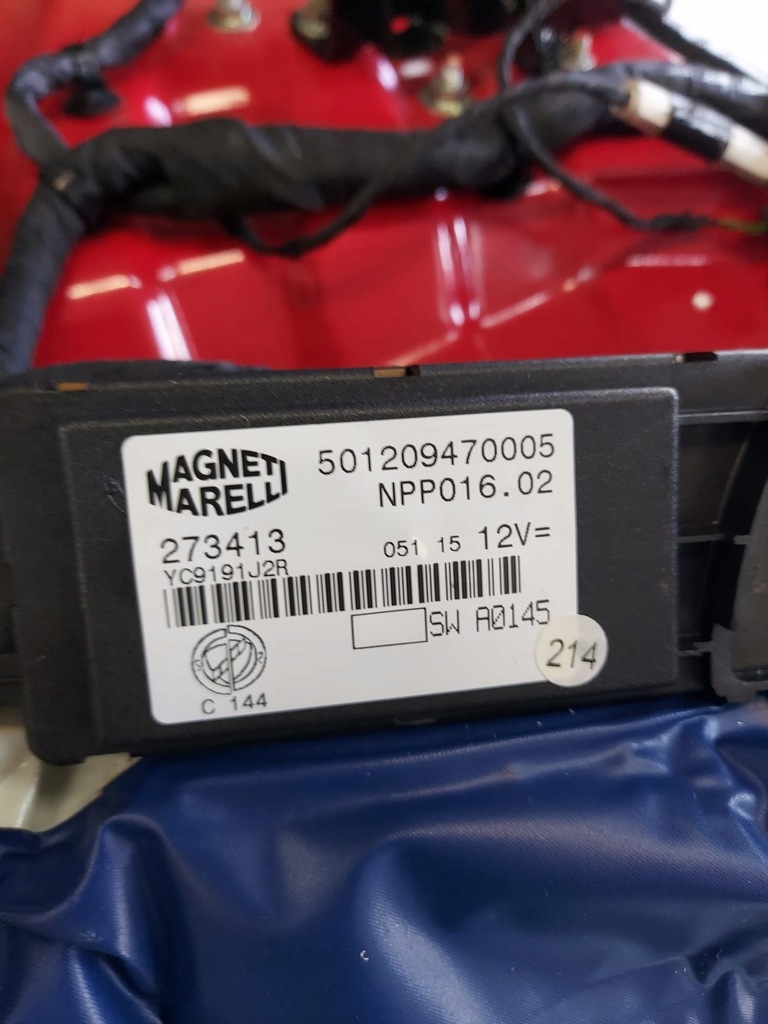 MAGNETI
MARELLI
501209470005
NPP016.02
273413
051 15 12V=
YC9191J2R
SW A0145
214
C 144